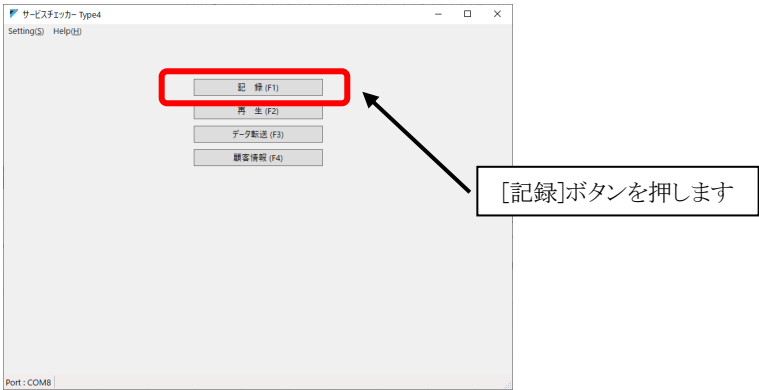 サービスチェッカー Type4
Setting(S) Help(H)
記 録 (F1)
再 生 (F2)
データ転送 (F3)
顧客情報 (F4)
[記録]ボタンを押します
Port : COM8